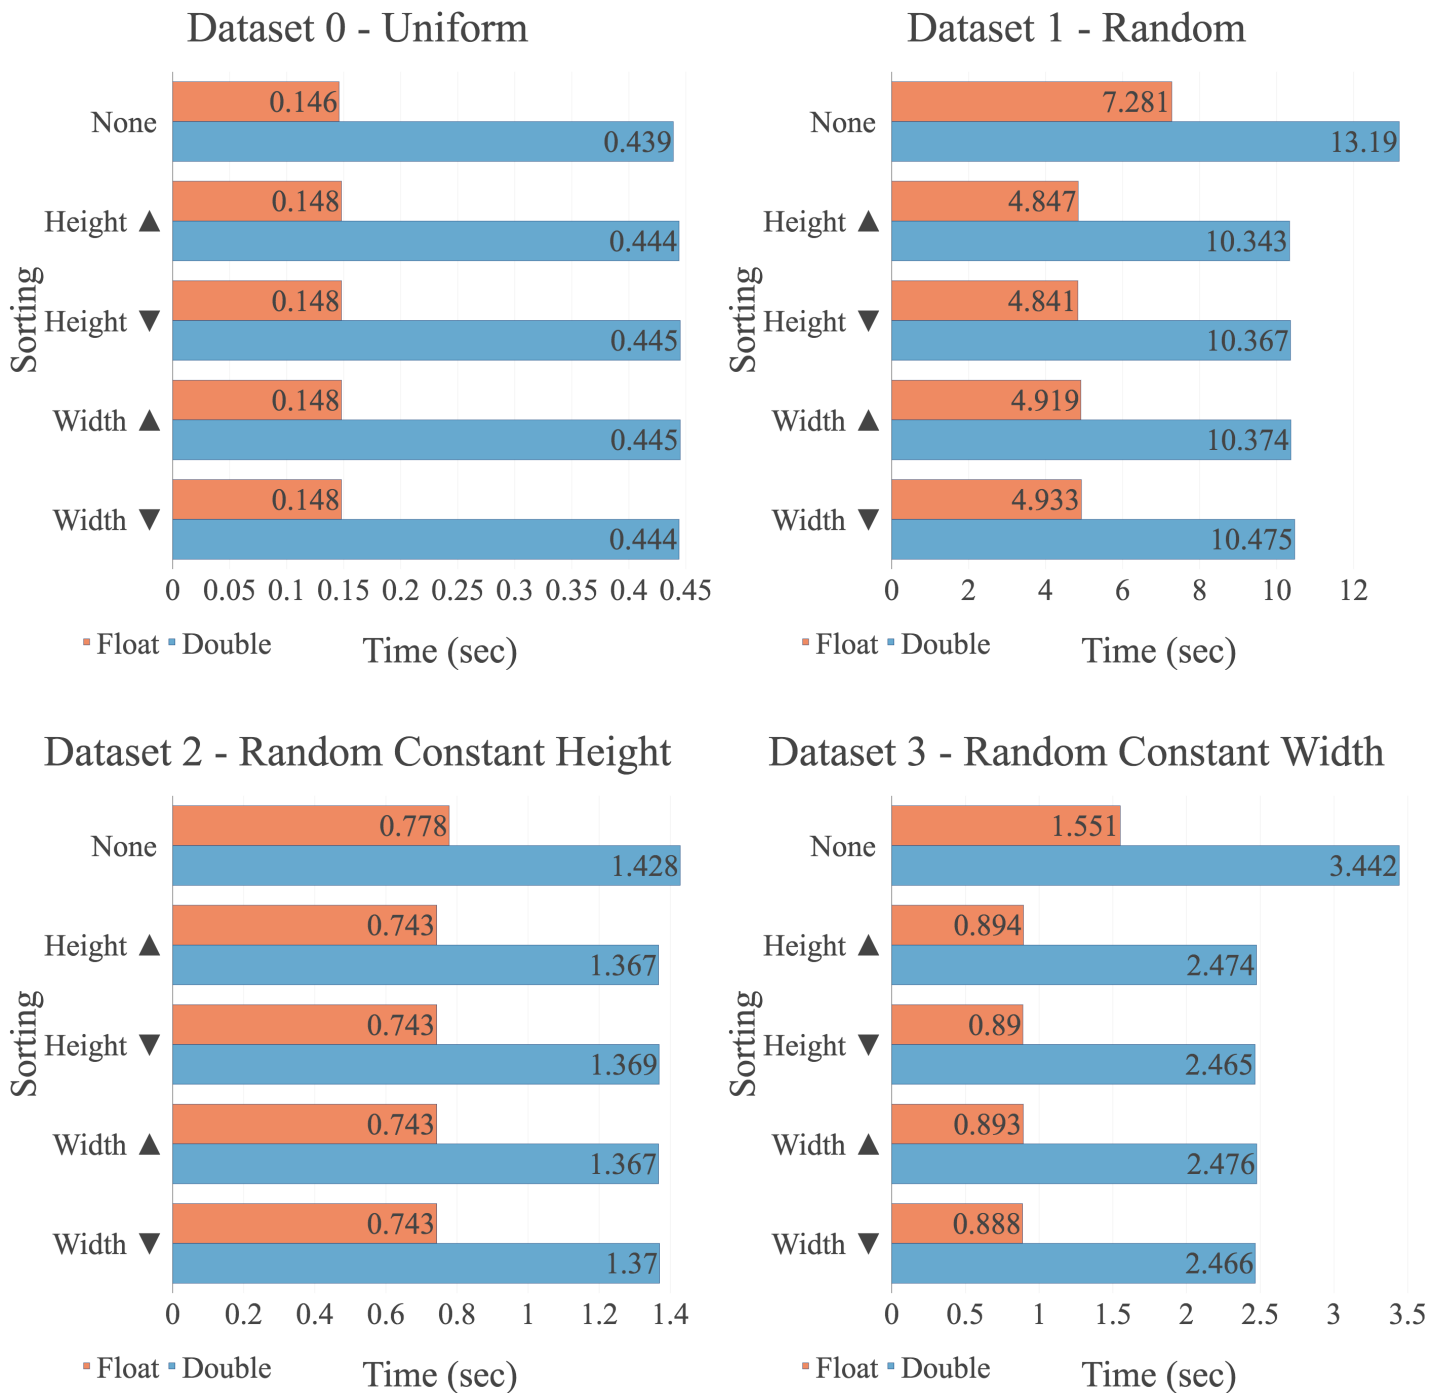 Dataset 0 - Uniform
Sorting
None
0.146
0.439
Height ▲
0.148
0.444
Height ▼
0.148
0.445
Width ▲
0.148
0.445
Width ▼
0.148
0.444
0 0.05 0.1 0.15 0.2 0.25 0.3 0.35 0.4 0.45
Float Double
Time (sec)
Dataset 1 - Random
Sorting
None
7.281
13.19
Height ▲
4.847
10.343
Height ▼
4.841
10.367
Width ▲
4.919
10.374
Width ▼
4.933
10.475
0 2 4 6 8 10 12
Float Double
Time (sec)
Dataset 2 - Random Constant Height
Sorting
None
0.778
1.428
Height ▲
0.743
1.367
Height ▼
0.743
1.369
Width ▲
0.743
1.367
Width ▼
0.743
1.37
0 0.2 0.4 0.6 0.8 1 1.2 1.4
Float Double
Time (sec)
Dataset 3 - Random Constant Width
Sorting
None
1.551
3.442
Height ▲
0.894
2.474
Height ▼
0.89
2.465
Width ▲
0.893
2.476
Width ▼
0.888
2.466
0 0.5 1 1.5 2 2.5 3 3.5
Float Double
Time (sec)